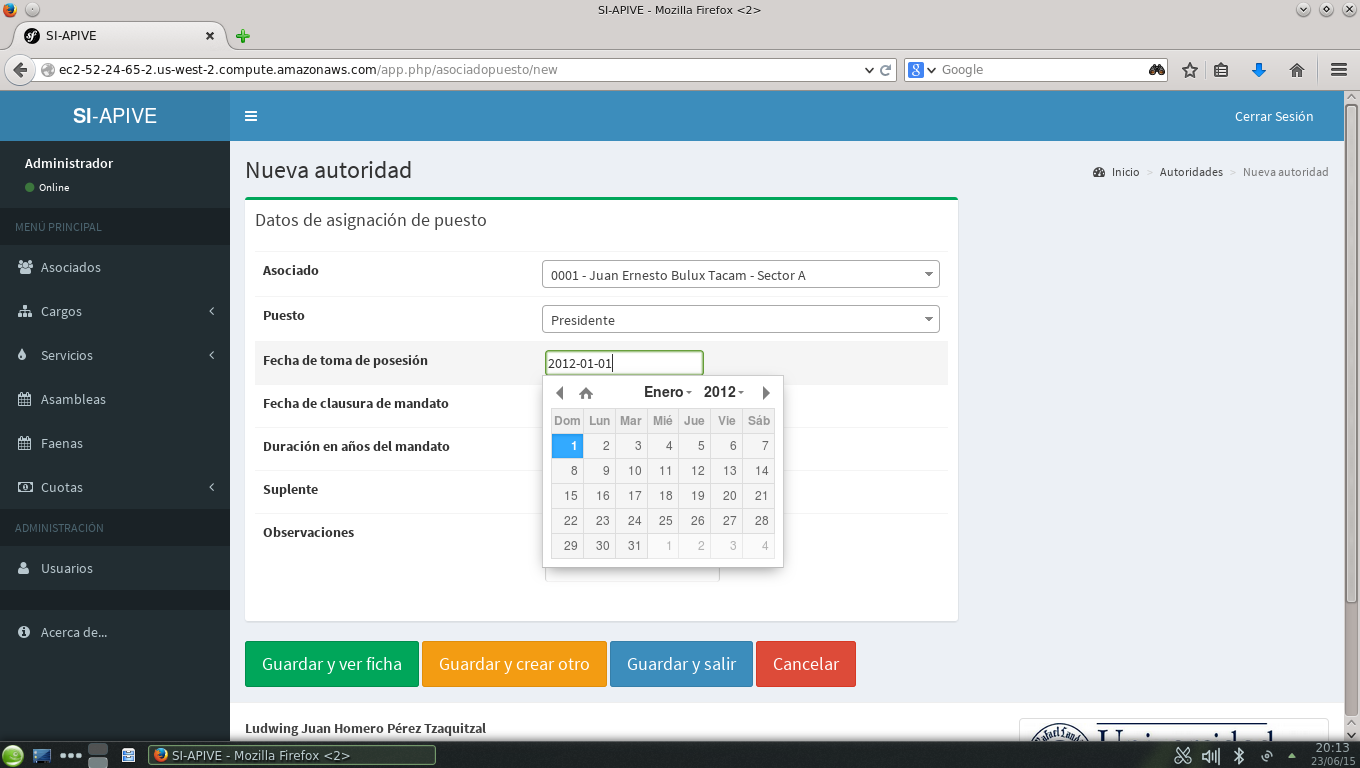 SI-APIVE - Mozilla Firefox <2>
SI-APIVE
ec2-52-24-65-2.us-west-2.compute.amazonaws.com/app.php/asociadopuesto/new
Google
SI-APIVE
Cerrar Sesión
Administrador
Online
MENÚ PRINCIPAL
Asociados
Cargos
Servicios
Asambleas
Faenas
Cuotas
ADMINISTRACIÓN
Usuarios
Acerca de...
Nueva autoridad
Inicio > Autoridades > Nueva autoridad
Datos de asignación de puesto
Asociado
0001 - Juan Ernesto Bulux Tacam - Sector A
Puesto
Presidente
Fecha de toma de posesión
2012-01-01
Fecha de clausura de mandato
Duración en años del mandato
Suplente
Observaciones
Enero 2012
Dom Lun Mar Mié Jue Vie Sáb
1 2 3 4 5 6 7
8 9 10 11 12 13 14
15 16 17 18 19 20 21
22 23 24 25 26 27 28
29 30 31 1 2 3 4
Guardar y ver ficha
Guardar y crear otro
Guardar y salir
Cancelar
Ludwing Juan Homero Pérez Tzaquitzal
SI-APIVE - Mozilla Firefox <2>
20:13
23/06/15